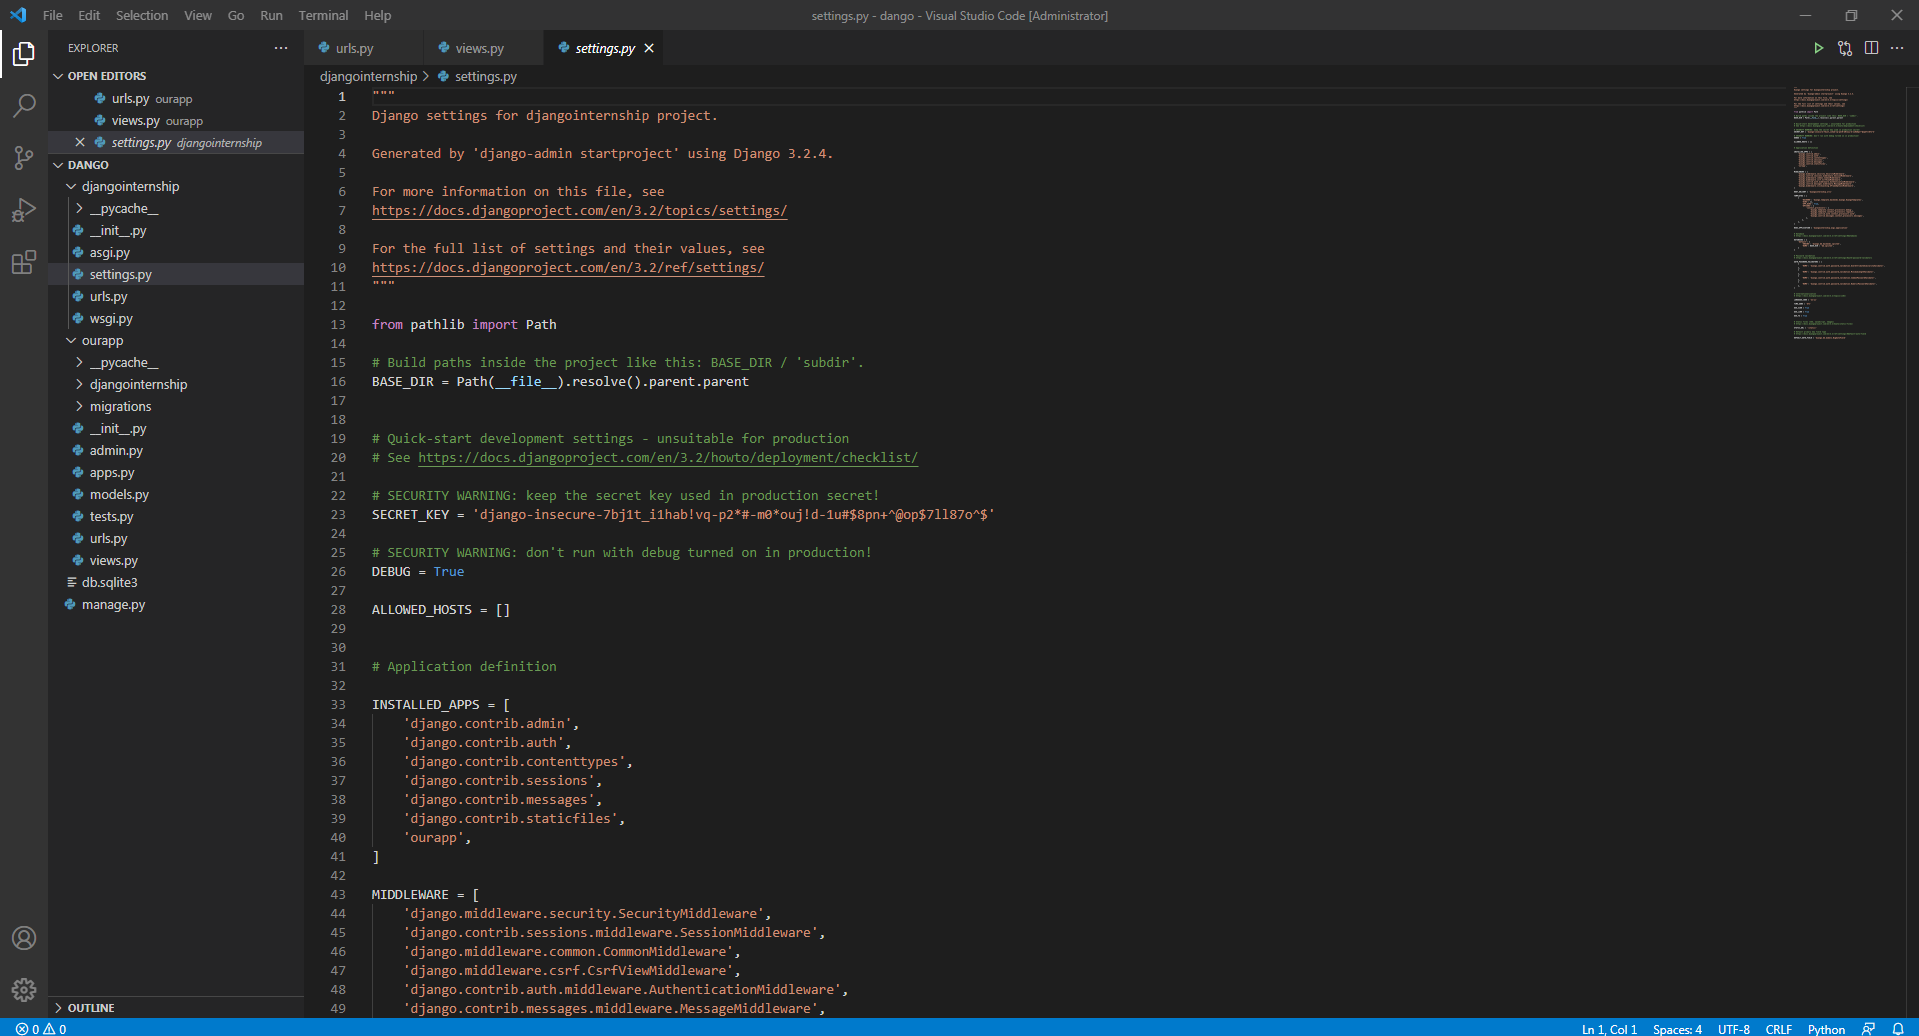 File Edit Selection View Go Run Terminal Help
settings.py - dango - Visual Studio Code [Administrator]
EXPLORER
OPEN EDITORS
urls.py ourapp
views.py ourapp
settings.py djangointernship
DANGO
djangointernship
__pycache__
__init__.py
asgi.py
settings.py
urls.py
wsgi.py
ourapp
__pycache__
djangointernship
migrations
__init__.py
admin.py
apps.py
models.py
tests.py
urls.py
views.py
db.sqlite3
manage.py
OUTLINE
urls.py views.py settings.py
djangointernship > settings.py
1 """
2 Django settings for djangointernship project.
3
4 Generated by 'django-admin startproject' using Django 3.2.4.
5
6 For more information on this file, see
7 https://docs.djangoproject.com/en/3.2/topics/settings/
8
9 For the full list of settings and their values, see
10 https://docs.djangoproject.com/en/3.2/ref/settings/
11 """
12
13 from pathlib import Path
14
15 # Build paths inside the project like this: BASE_DIR / 'subdir'.
16 BASE_DIR = Path(__file__).resolve().parent.parent
17
18
19 # Quick-start development settings - unsuitable for production
20 # See https://docs.djangoproject.com/en/3.2/howto/deployment/checklist/
21
22 # SECURITY WARNING: keep the secret key used in production secret!
23 SECRET_KEY = 'django-insecure-7bj1t_i1hab!vq-p2*#-m0*ouj!d-1u#$8pn+^@op$7ll87o^$'
24
25 # SECURITY WARNING: don't run with debug turned on in production!
26 DEBUG = True
27
28 ALLOWED_HOSTS = []
29
30
31 # Application definition
32
33 INSTALLED_APPS = [
34 'django.contrib.admin',
35 'django.contrib.auth',
36 'django.contrib.contenttypes',
37 'django.contrib.sessions',
38 'django.contrib.messages',
39 'django.contrib.staticfiles',
40 'ourapp',
41 ]
42
43 MIDDLEWARE = [
44 'django.middleware.security.SecurityMiddleware',
45 'django.contrib.sessions.middleware.SessionMiddleware',
46 'django.middleware.common.CommonMiddleware',
47 'django.middleware.csrf.CsrfViewMiddleware',
48 'django.contrib.auth.middleware.AuthenticationMiddleware',
49 'django.contrib.messages.middleware.MessageMiddleware',
0 0 Ln 1, Col 1 Spaces: 4 UTF-8 CRLF Python